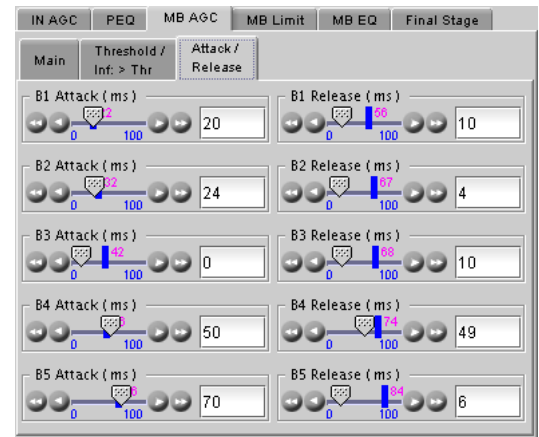 IN AGC PEQ MB AGC MB Limit MB EQ Final Stage
Main Threshold / Inf: > Thr Attack / Release
B1 Attack ( ms ) B1 Release ( ms )
0 100 20 56 0 100 10
B2 Attack ( ms ) B2 Release ( ms )
32 0 100 24 67 0 100 4
B3 Attack ( ms ) B3 Release ( ms )
42 0 100 0 68 0 100 10
B4 Attack ( ms ) B4 Release ( ms )
0 100 50 74 0 100 49
B5 Attack ( ms ) B5 Release ( ms )
0 100 70 84 0 100 6